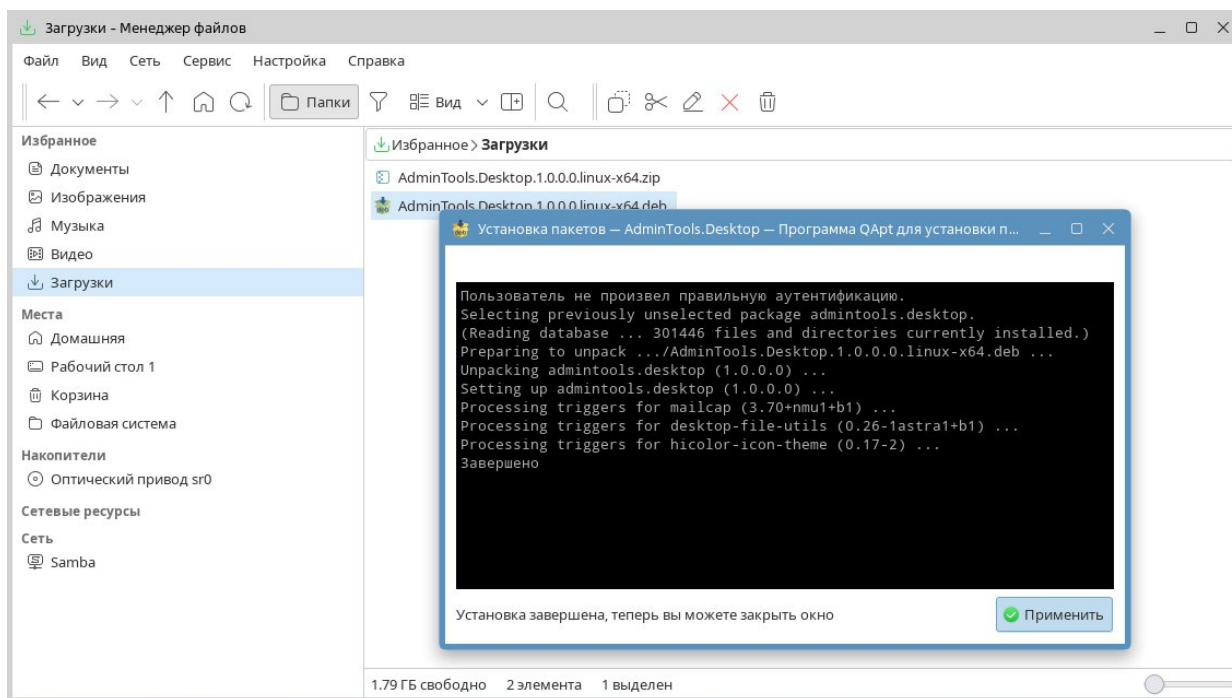 Загрузки - Менеджер файлов
Файл Вид Сеть Сервис Настройка Справка
Папки Вид
Избранное
Документы
Изображения
Музыка
Видео
Загрузки
Места
Домашняя
Рабочий стол 1
Корзина
Файловая система
Накопители
Оптический привод sr0
Сетевые ресурсы
Сеть
Samba
Избранное > Загрузки
AdminTools.Desktop.1.0.0.0.linux-x64.zip
AdminTools.Desktop.1.0.0.0.linux-x64.deb
Установка пакетов — AdminTools.Desktop — Программа QApt для установки п...
Пользователь не произвел правильную аутентификацию.
Selecting previously unselected package admintools.desktop.
(Reading database ... 301446 files and directories currently installed.)
Preparing to unpack .../AdminTools.Desktop.1.0.0.0.linux-x64.deb ...
Unpacking admintools.desktop (1.0.0.0) ...
Setting up admintools.desktop (1.0.0.0) ...
Processing triggers for mailcap (3.70+nmu1+b1) ...
Processing triggers for desktop-file-utils (0.26-1astra1+b1) ...
Processing triggers for hicolor-icon-theme (0.17-2) ...
Завершено
Установка завершена, теперь вы можете закрыть окно
Применить
1.79 ГБ свободно 2 элемента 1 выделен